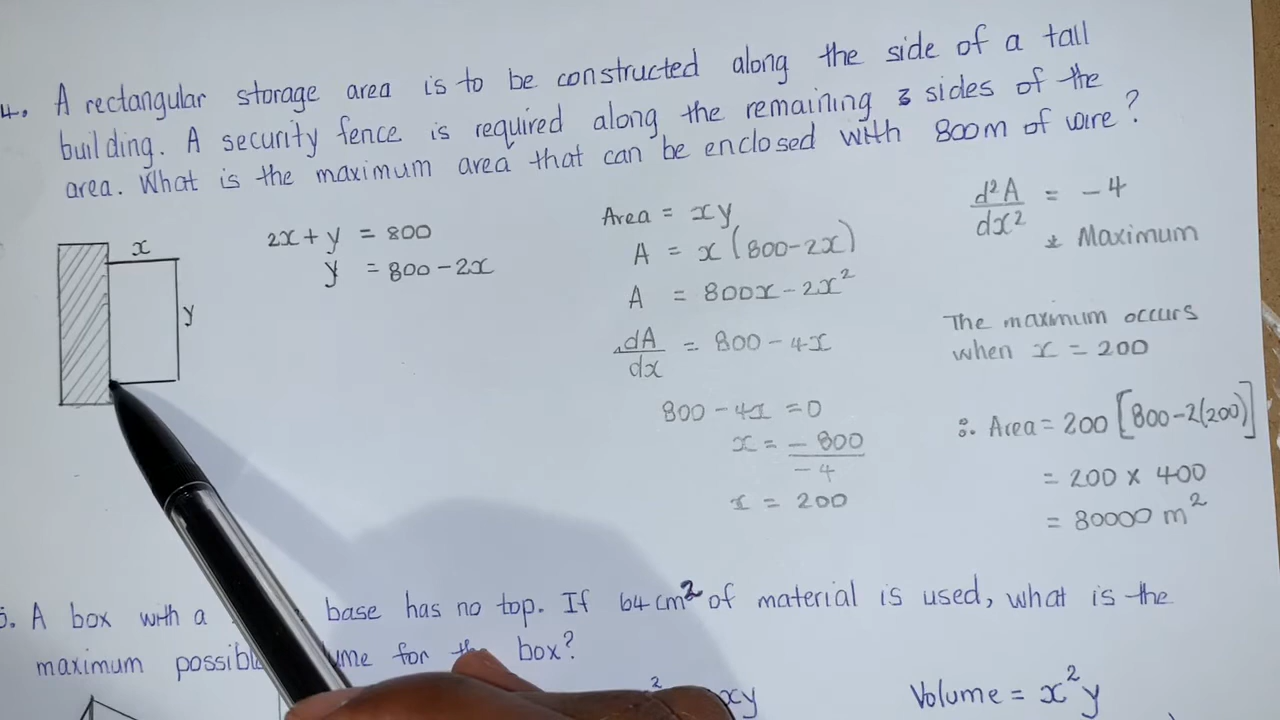 4. A rectangular storage area is to be constructed along the side of a tall
building. A security fence is required along the remaining 3 sides of the
area. What is the maximum area that can be enclosed with 800m of wire?
x
y
2x + y = 800
y = 800 - 2x
Area = xy
A = x(800-2x)
A = 800x - 2x²
dA/dx = 800 - 4x
800 - 4x = 0
x = -800/-4
x = 200
d²A/dx² = -4
* Maximum
The maximum occurs
when x = 200
∴ Area = 200[800-2(200)]
= 200 x 400
= 80000 m²
5. A box with a base has no top. If 64cm² of material is used, what is the
maximum box?
xy
Volume = x²y